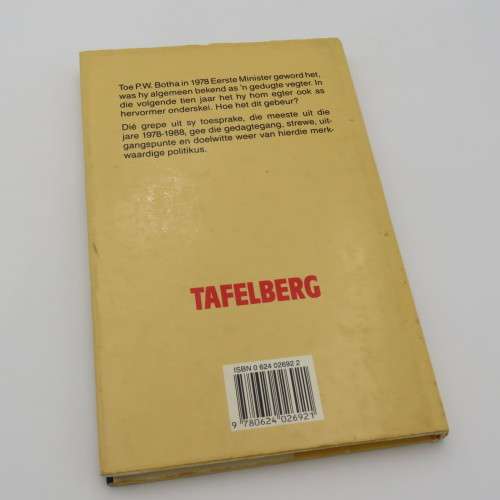 Toe P.W. Botha in 1978 Eerste Minister geword het,
was hy algemeen bekend as 'n gedugte vegter. In
die volgende tien jaar het hy hom egter ook as
hervormer onderskei. Hoe het dit gebeur?
Dié grepe uit sy toesprake, die meeste uit die
jare 1978-1988, gee die gedagtegang, strewe, uit-
gangspunte en doelwitte weer van hierdie merk-
waardige politikus.
TAFELBERG
ISBN 0 624 02692 2
9 780624 026921